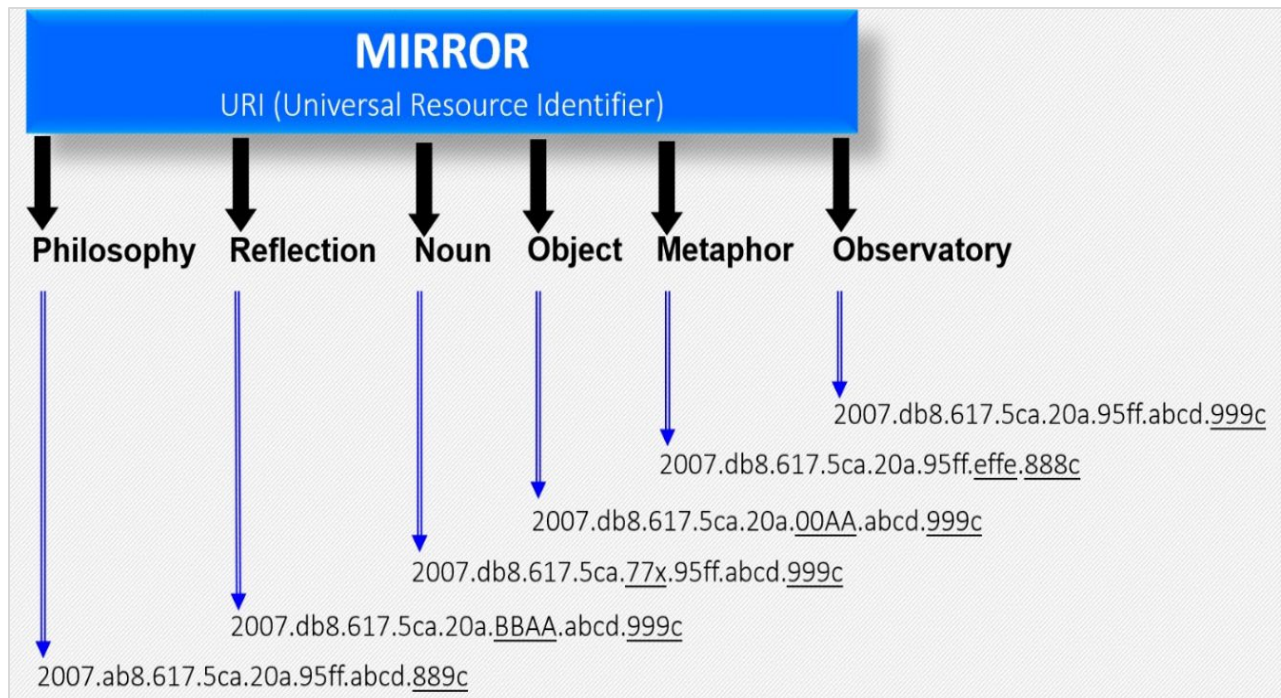 MIRROR
URI (Universal Resource Identifier)
Philosophy Reflection Noun Object Metaphor Observatory
2007.db8.617.5ca.20a.95ff.abcd.999c
2007.db8.617.5ca.20a.95ff.effe.888c
2007.db8.617.5ca.20a.00AA.abcd.999c
2007.db8.617.5ca.77x.95ff.abcd.999c
2007.db8.617.5ca.20a.BBAA.abcd.999c
2007.ab8.617.5ca.20a.95ff.abcd.889c